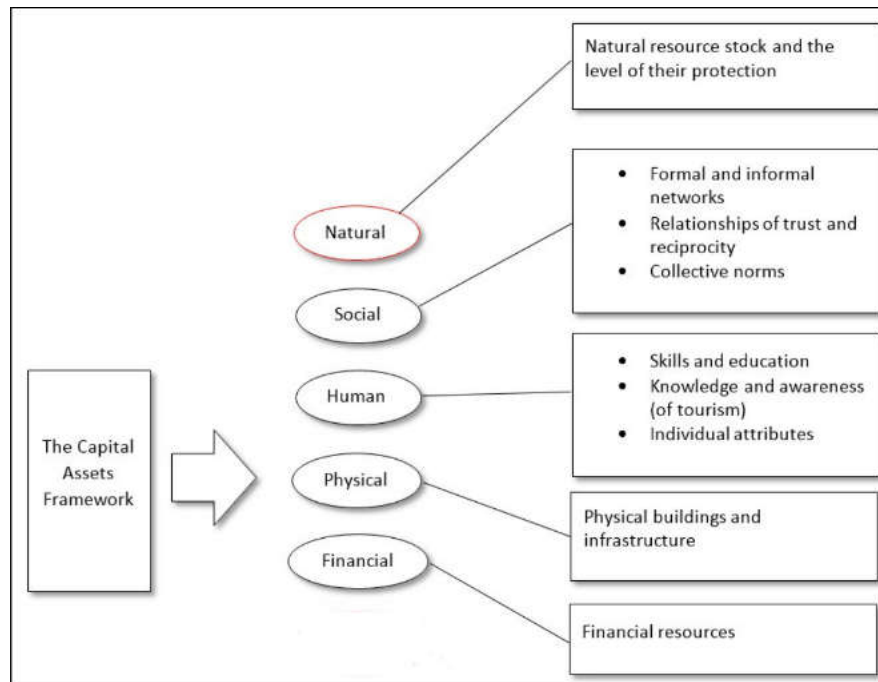 Natural resource stock and the
level of their protection
• Formal and informal
networks
• Relationships of trust and
reciprocity
• Collective norms
Natural
Social
Human
Physical
Financial
The Capital
Assets
Framework
• Skills and education
• Knowledge and awareness
(of tourism)
• Individual attributes
Physical buildings and
infrastructure
Financial resources